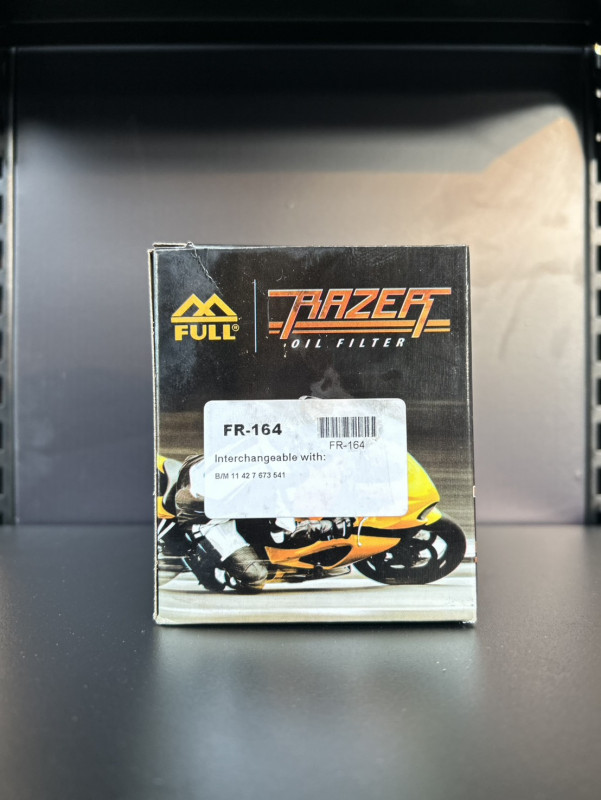 FULL®
RAZER
OIL FILTER
FR-164
FR-164
Interchangeable with:
B/M 11 42 7 673 541